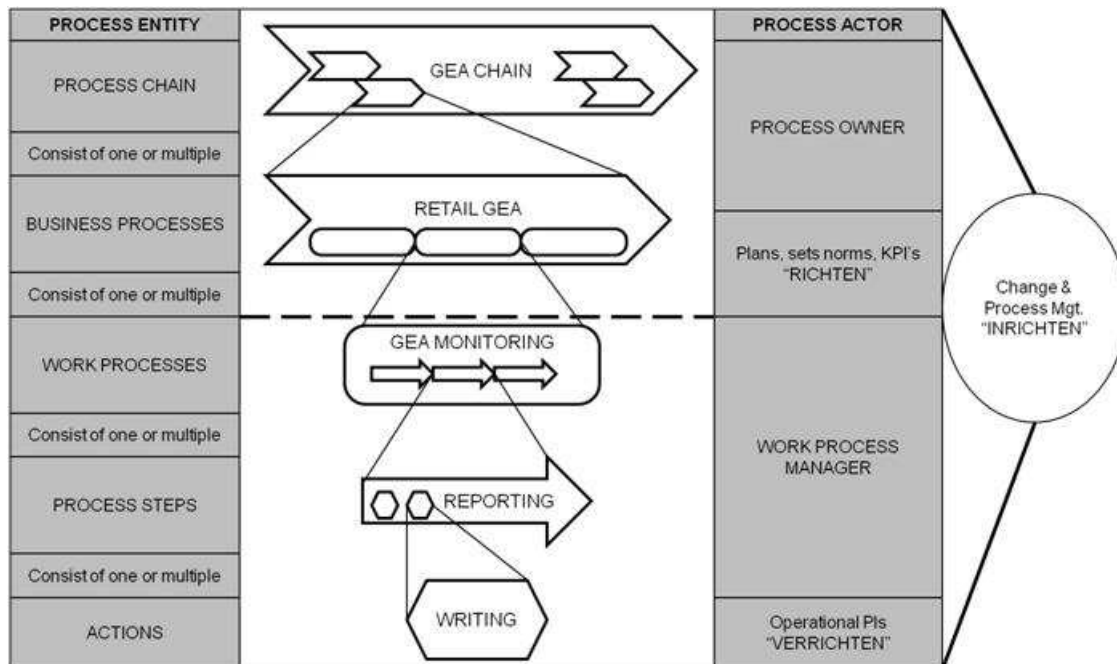 PROCESS ENTITY
PROCESS CHAIN
Consist of one or multiple
BUSINESS PROCESSES
Consist of one or multiple
WORK PROCESSES
Consist of one or multiple
PROCESS STEPS
Consist of one or multiple
ACTIONS
GEA CHAIN
RETAIL GEA
GEA MONITORING
REPORTING
WRITING
PROCESS ACTOR
PROCESS OWNER
Plans, sets norms, KPI's
"RICHTEN"
WORK PROCESS
MANAGER
Operational PIs
"VERRICHTEN"
Change &
Process Mgt.
"INRICHTEN"